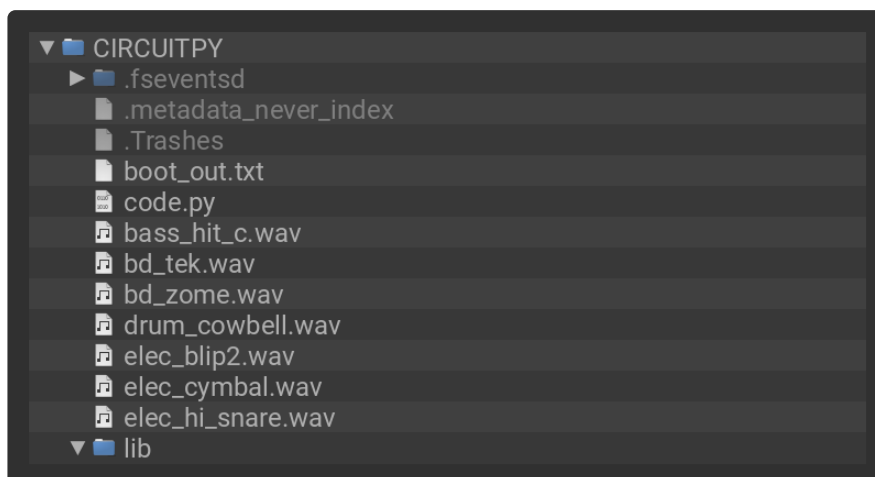 CIRCUITPY
.fseventsd
.metadata_never_index
.Trashes
boot_out.txt
code.py
bass_hit_c.wav
bd_tek.wav
bd_zome.wav
drum_cowbell.wav
elec_blip2.wav
elec_cymbal.wav
elec_hi_snare.wav
lib